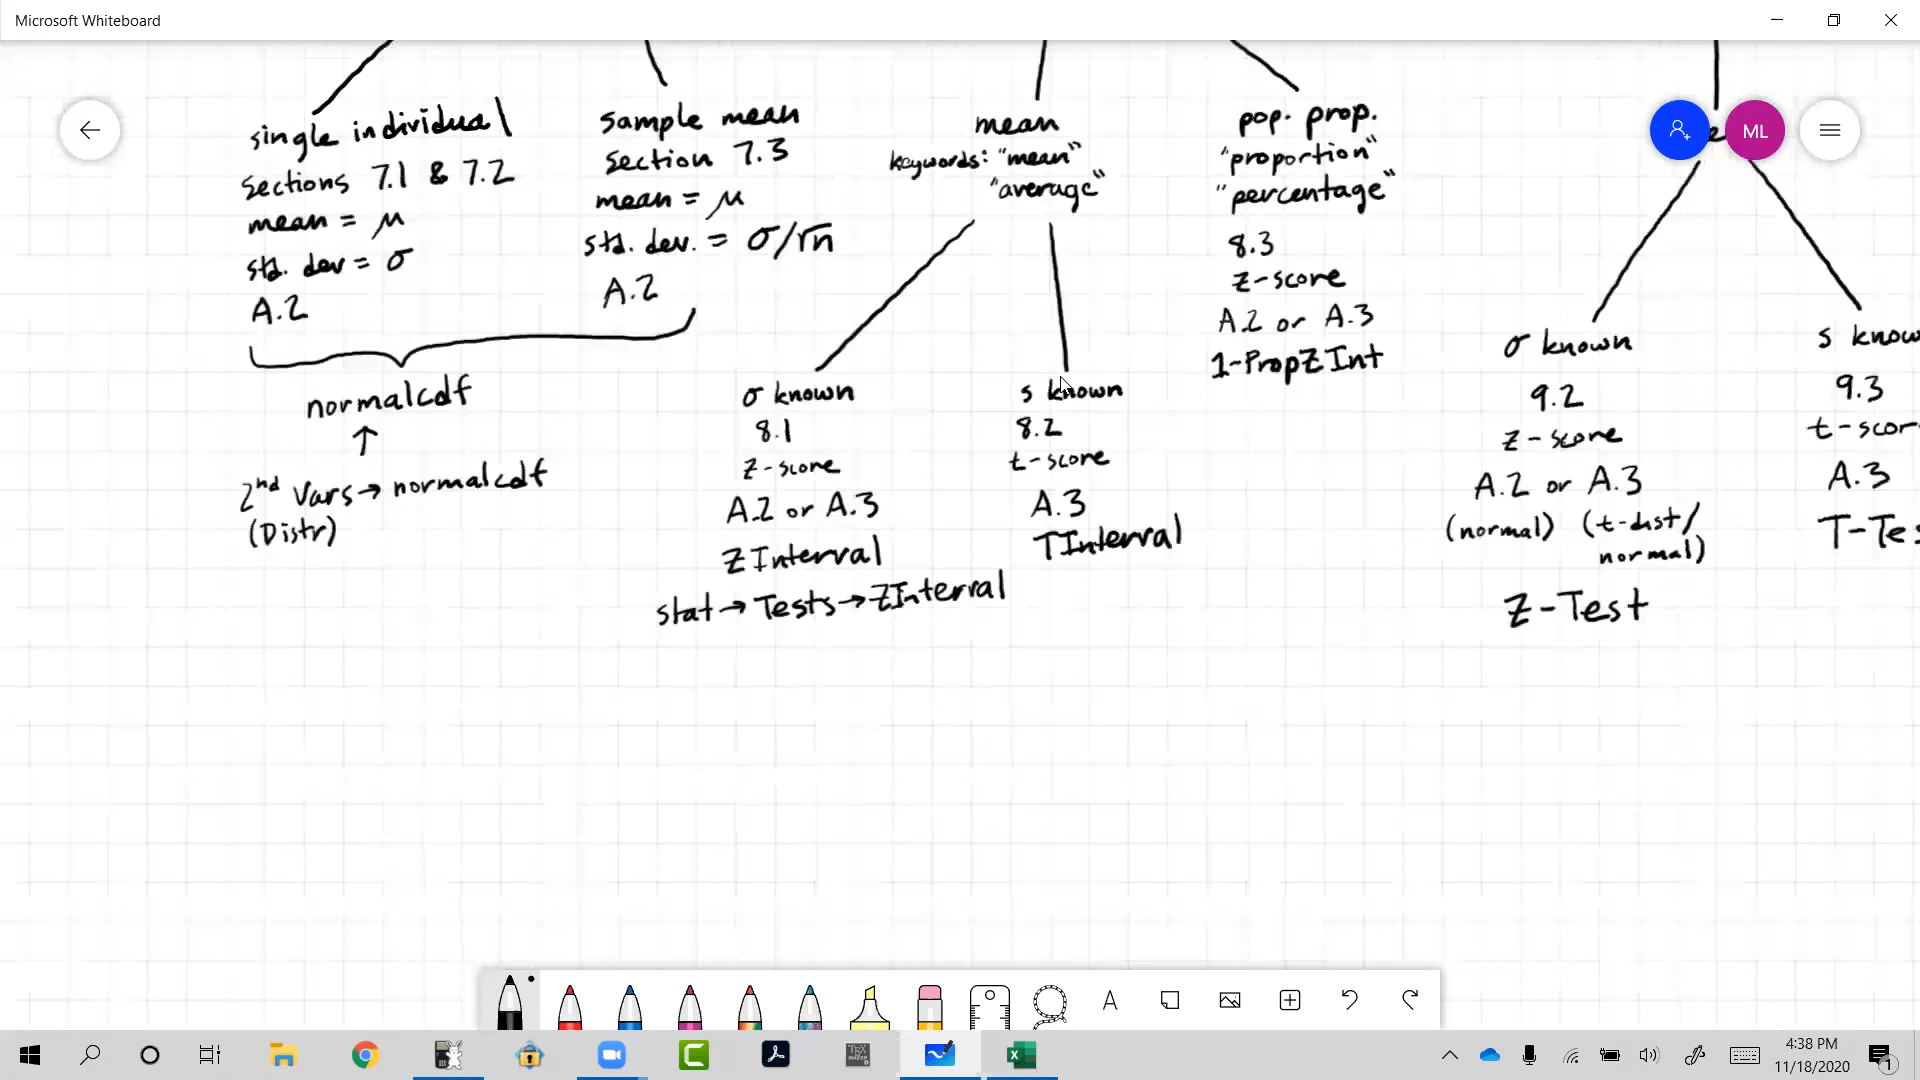 Microsoft Whiteboard
single individual
sections 7.1 & 7.2
mean = μ
std. dev = σ
A.2
sample mean
section 7.3
mean = μ
std. dev. = σ/√n
A.2
normalcdf
↑
2nd Vars → normalcdf
(Distr)
mean
keywords: "mean"
"average"
σ known
8.1
z-score
A.2 or A.3
ZInterval
stat → Tests → ZInterval
s known
8.2
t-score
A.3
TInterval
pop. prop.
"proportion"
"percentage"
8.3
z-score
A.2 or A.3
1-PropZInt
ML
σ known
9.2
z-score
A.2 or A.3
(normal) (t-dist/
normal)
Z-Test
s know
9.3
t-scor
A.3
T-Tes
A
4:38 PM
11/18/2020
1